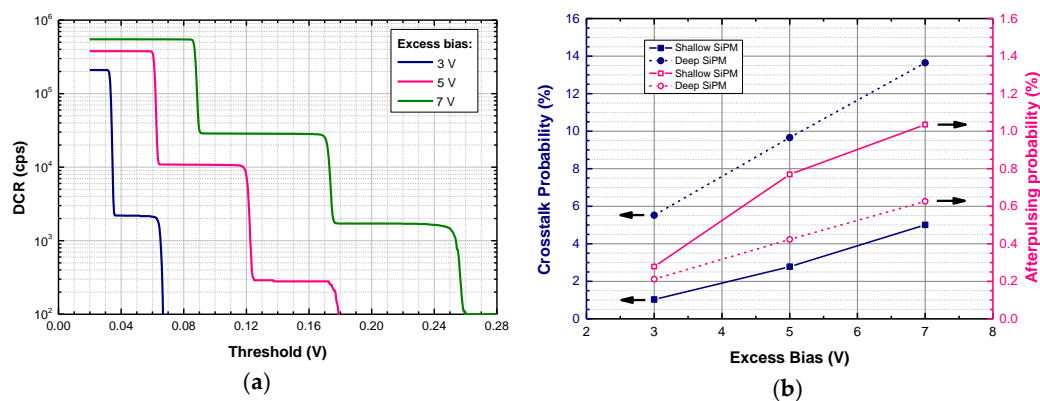 Excess bias:
3 V
5 V
7 V
10^6
10^5
10^4
10^3
10^2
DCR (cps)
0.00 0.04 0.08 0.12 0.16 0.20 0.24 0.28
Threshold (V)
(a)
Shallow SiPM
Deep SiPM
Shallow SiPM
Deep SiPM
16
14
12
10
8
6
4
2
0
Crosstalk Probability (%)
1.6
1.4
1.2
1.0
0.8
0.6
0.4
0.2
0.0
Afterpulsing probability (%)
2 3 4 5 6 7 8
Excess Bias (V)
(b)